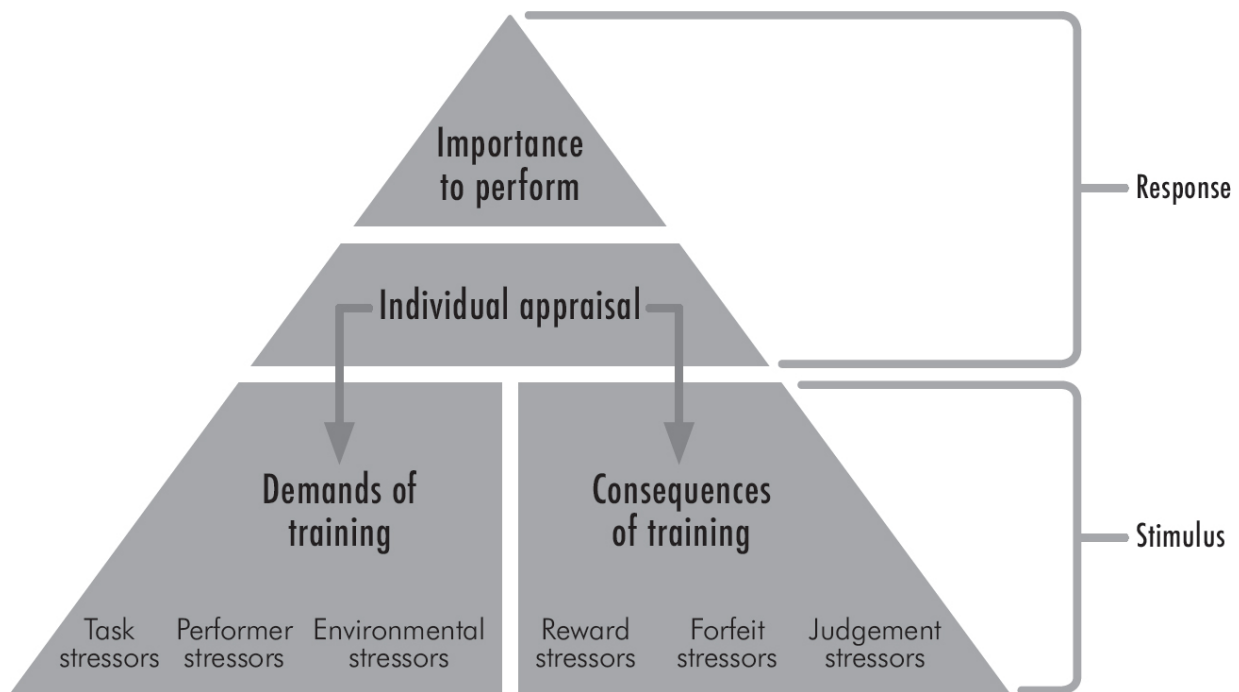 Importance
to perform
Response
Individual appraisal
Demands of
training
Consequences
of training
Stimulus
Task
stressors
Performer
stressors
Environmental
stressors
Reward
stressors
Forfeit
stressors
Judgement
stressors